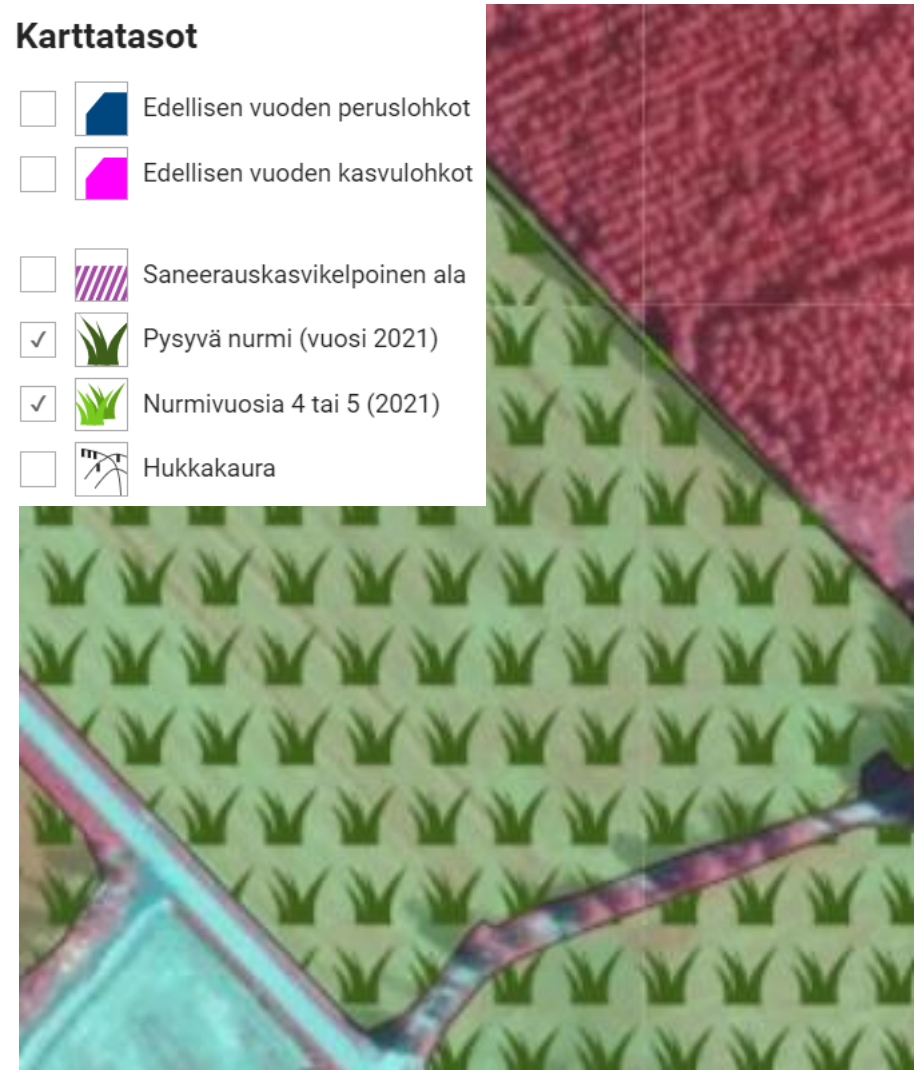 Karttatasot
Edellisen vuoden peruslohkot
Edellisen vuoden kasvulohkot
Saneerauskasvikelpoinen ala
Pysyvä nurmi (vuosi 2021)
Nurmivuosia 4 tai 5 (2021)
Hukkakaura